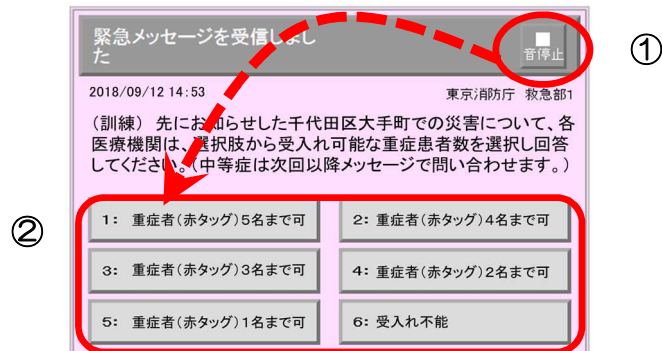 緊急メッセージを受信しまし
た
音停止
①
2018/09/12 14:53
東京消防庁 救急部1
(訓練) 先にお知らせした千代田区大手町での災害について、各
医療機関は、選択肢から受入れ可能な重症患者数を選択し回答
してください。(中等症は次回以降メッセージで問い合わせます。)
②
1: 重症者(赤タッグ)5名まで可
2: 重症者(赤タッグ)4名まで可
3: 重症者(赤タッグ)3名まで可
4: 重症者(赤タッグ)2名まで可
5: 重症者(赤タッグ)1名まで可
6: 受入れ不能